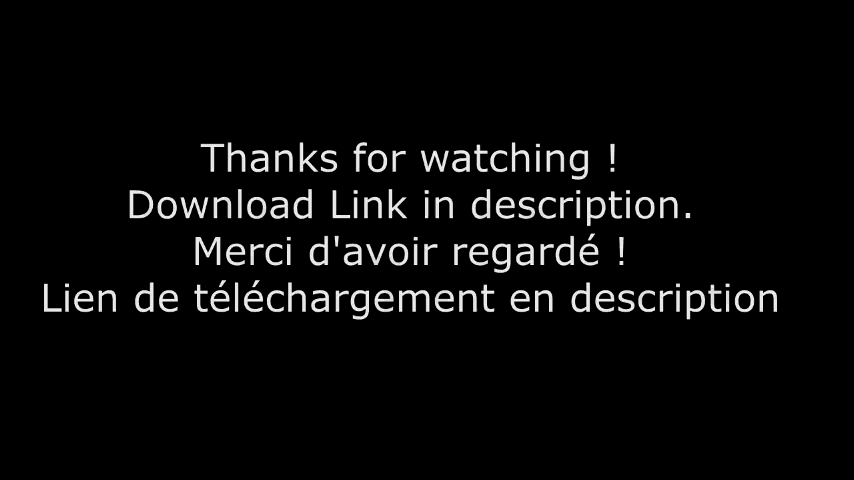 Thanks for watching !
Download Link in description.
Merci d'avoir regardé !
Lien de téléchargement en description